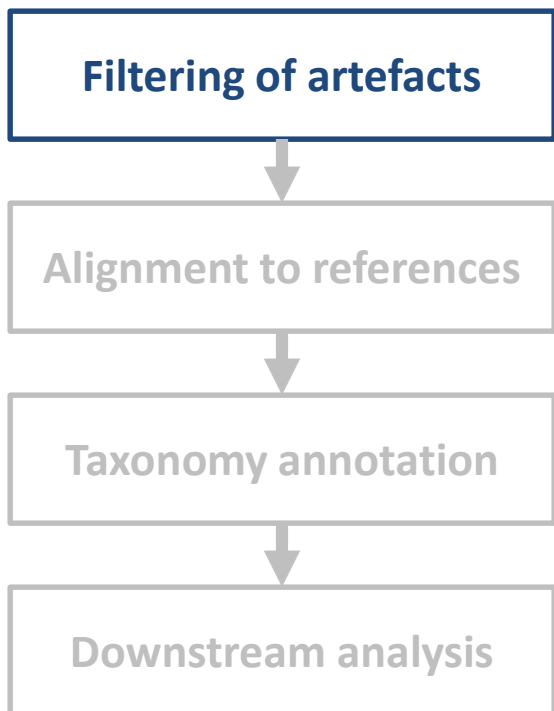 Filtering of artefacts
Alignment to references
Taxonomy annotation
Downstream analysis